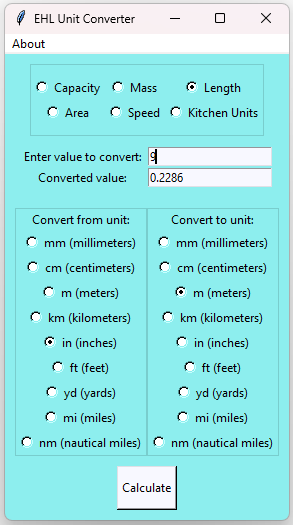 EHL Unit Converter
About
Capacity Mass Length
Area Speed Kitchen Units
Enter value to convert: 9
Converted value: 0.2286
Convert from unit: Convert to unit:
mm (millimeters) mm (millimeters)
cm (centimeters) cm (centimeters)
m (meters) m (meters)
km (kilometers) km (kilometers)
in (inches) in (inches)
ft (feet) ft (feet)
yd (yards) yd (yards)
mi (miles) mi (miles)
nm (nautical miles) nm (nautical miles)
Calculate